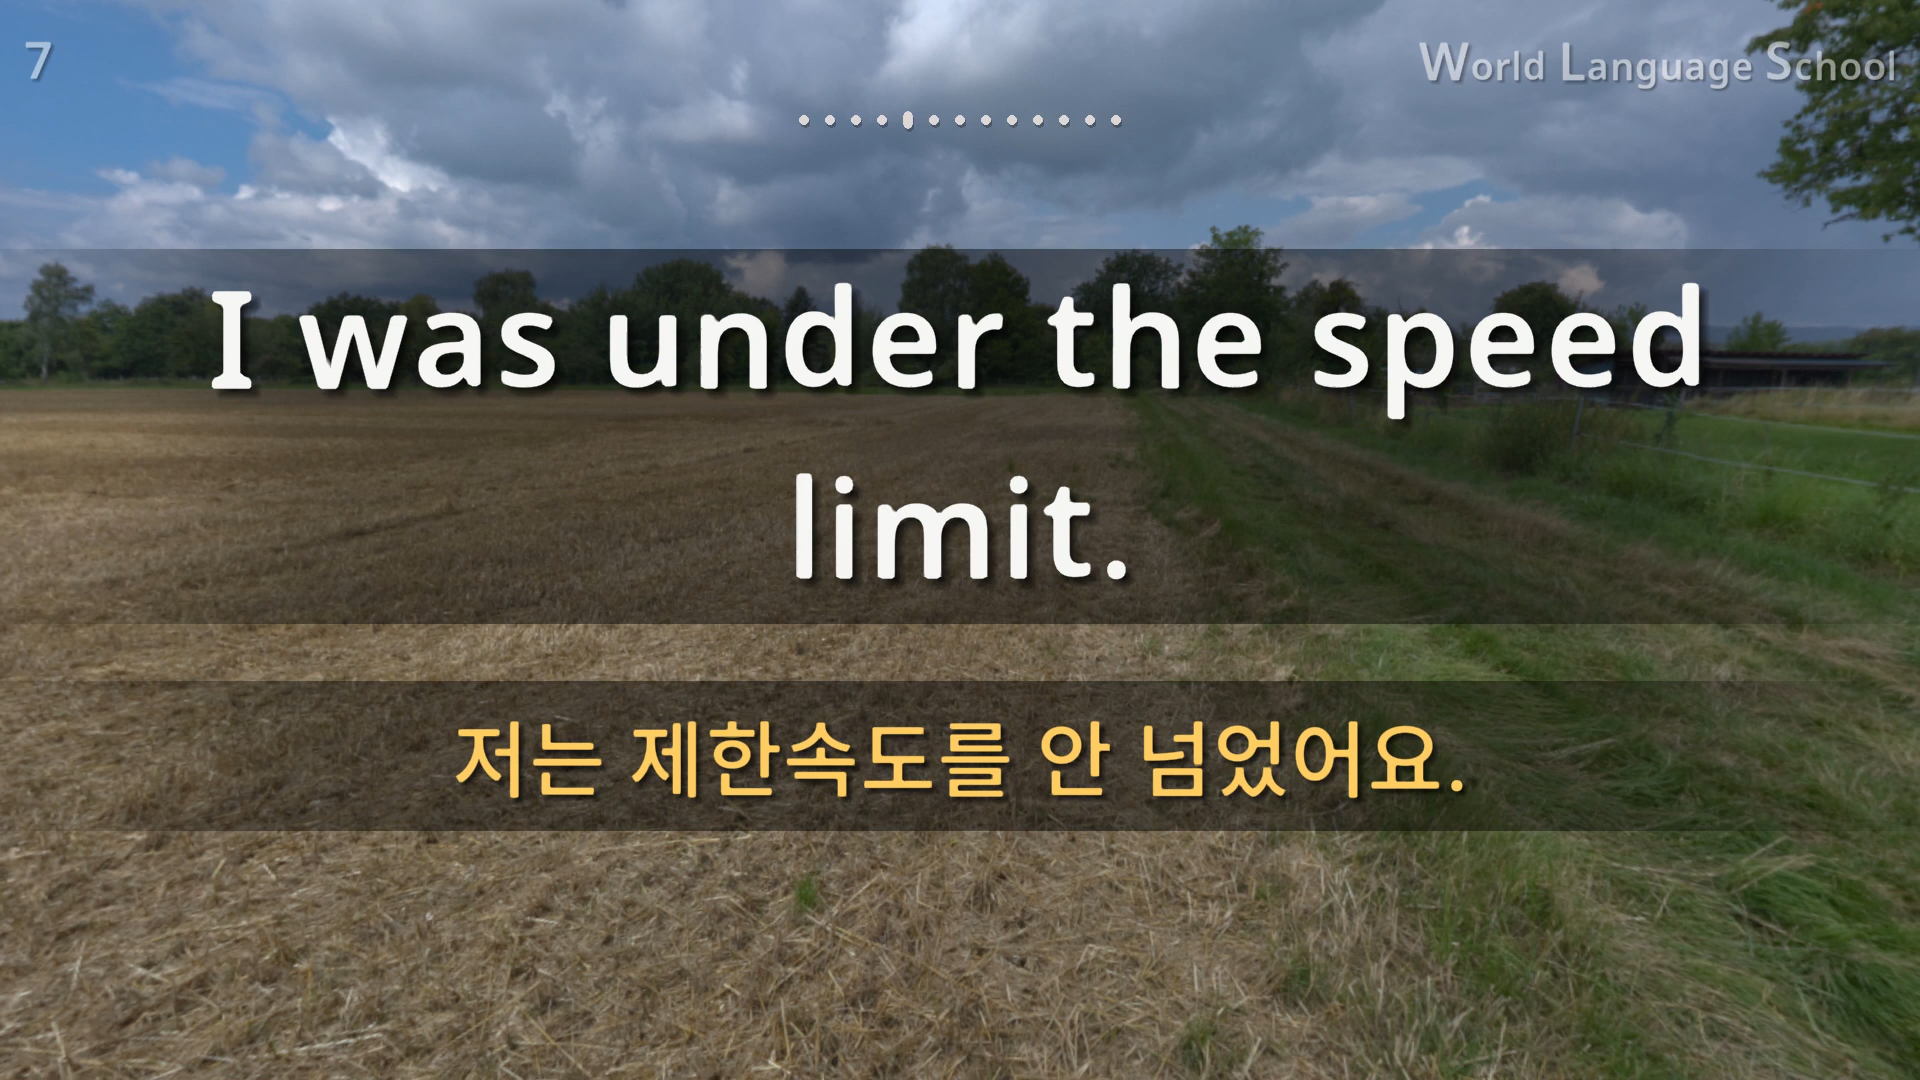 7
World Language School
I was under the speed
limit.
저는 제한속도를 안 넘었어요.